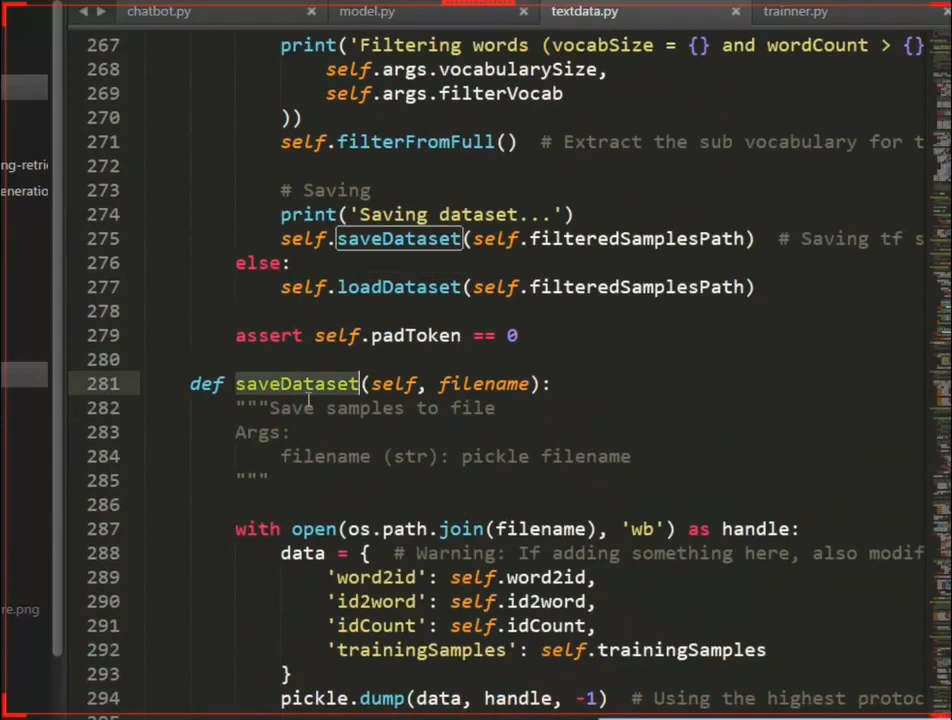 chatbot.py × model.py × textdata.py × trainner.py ×
267 print('Filtering words (vocabSize = {} and wordCount > {}
268 self.args.vocabularySize,
269 self.args.filterVocab
270 ))
271 self.filterFromFull() # Extract the sub vocabulary for t
272
273 # Saving
274 print('Saving dataset...')
275 self.saveDataset(self.filteredSamplesPath) # Saving tf s
276 else:
277 self.loadDataset(self.filteredSamplesPath)
278
279 assert self.padToken == 0
280
281 def saveDataset(self, filename):
282 """Save samples to file
283 Args:
284 filename (str): pickle filename
285 """
286
287 with open(os.path.join(filename), 'wb') as handle:
288 data = { # Warning: If adding something here, also modif
289 'word2id': self.word2id,
290 'id2word': self.id2word,
291 'idCount': self.idCount,
292 'trainingSamples': self.trainingSamples
293 }
294 pickle.dump(data, handle, -1) # Using the highest protoc
ng-retri
eneratio
re.png